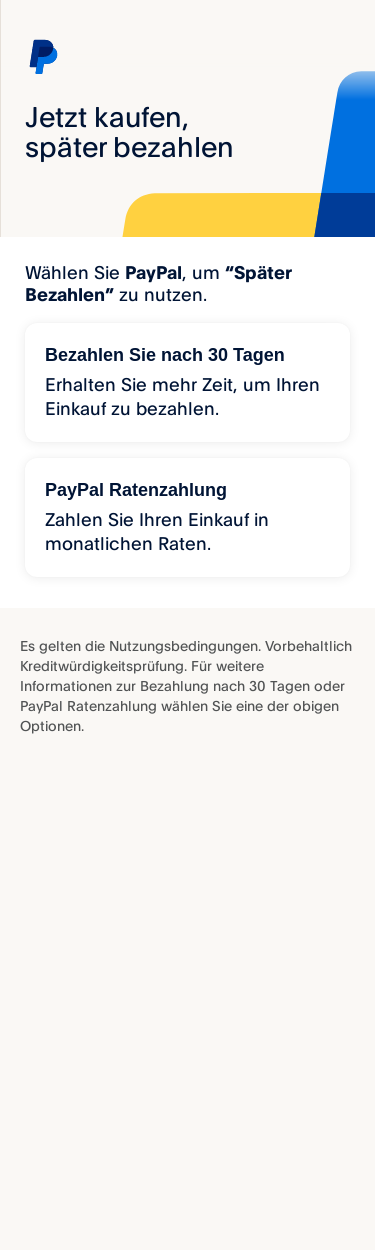 Jetzt kaufen,
später bezahlen
Wählen Sie PayPal, um “Später
Bezahlen” zu nutzen.
Bezahlen Sie nach 30 Tagen
Erhalten Sie mehr Zeit, um Ihren
Einkauf zu bezahlen.
PayPal Ratenzahlung
Zahlen Sie Ihren Einkauf in
monatlichen Raten.
Es gelten die Nutzungsbedingungen. Vorbehaltlich
Kreditwürdigkeitsprüfung. Für weitere
Informationen zur Bezahlung nach 30 Tagen oder
PayPal Ratenzahlung wählen Sie eine der obigen
Optionen.